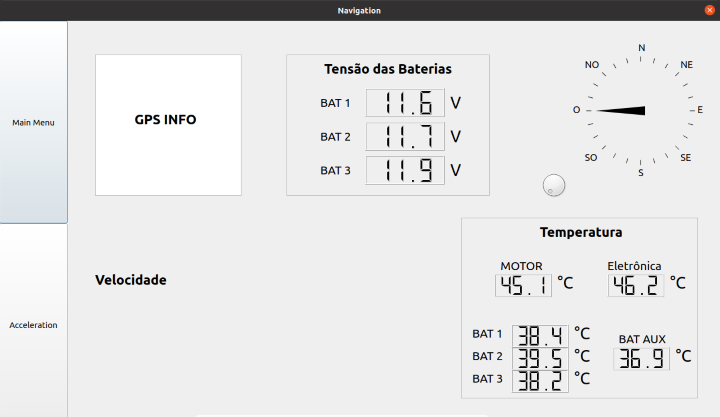 Navigation
Main Menu
Acceleration
GPS INFO
Tensão das Baterias
BAT 1 11.6 V
BAT 2 11.7 V
BAT 3 11.9 V
N
NO NE
O E
SO SE
S
Velocidade
Temperatura
MOTOR Eletrônica
45.1 °C 46.2 °C
BAT 1 38.4 °C
BAT 2 39.5 °C
BAT 3 38.2 °C
BAT AUX
36.9 °C